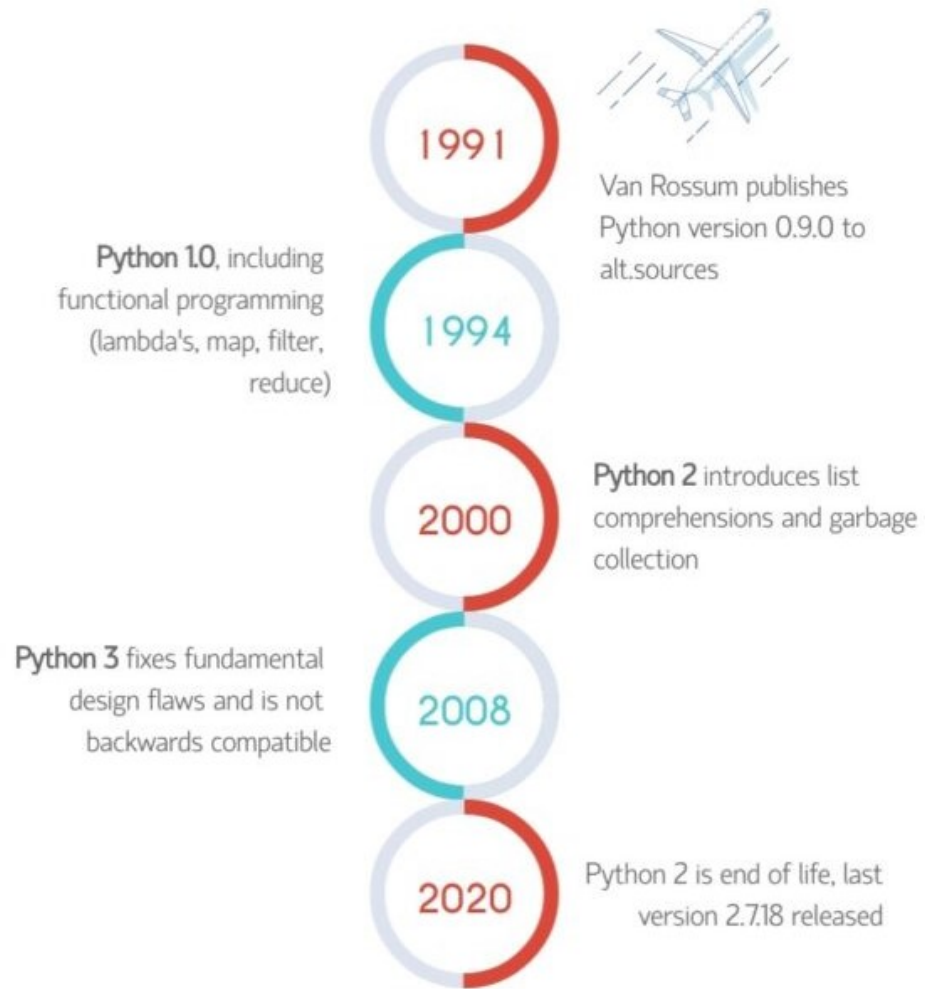 1991
Van Rossum publishes
Python version 0.9.0 to
alt.sources
Python 1.0, including
functional programming
(lambda's, map, filter,
reduce)
1994
2000
Python 2 introduces list
comprehensions and garbage
collection
Python 3 fixes fundamental
design flaws and is not
backwards compatible
2008
2020
Python 2 is end of life, last
version 2.7.18 released